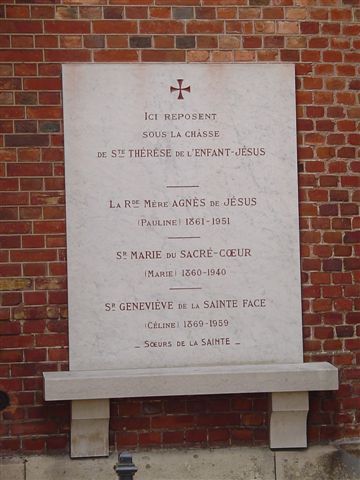 ICI REPOSENT
SOUS LA CHÂSSE
DE STE THÉRÈSE DE L'ENFANT-JÉSUS
LA RDE MÈRE AGNÈS DE JÉSUS
(PAULINE) 1861-1951
SR MARIE DU SACRÉ-CŒUR
(MARIE) 1860-1940
SR GENEVIÈVE DE LA SAINTE FACE
(CÉLINE) 1869-1959
_ SŒURS DE LA SAINTE _